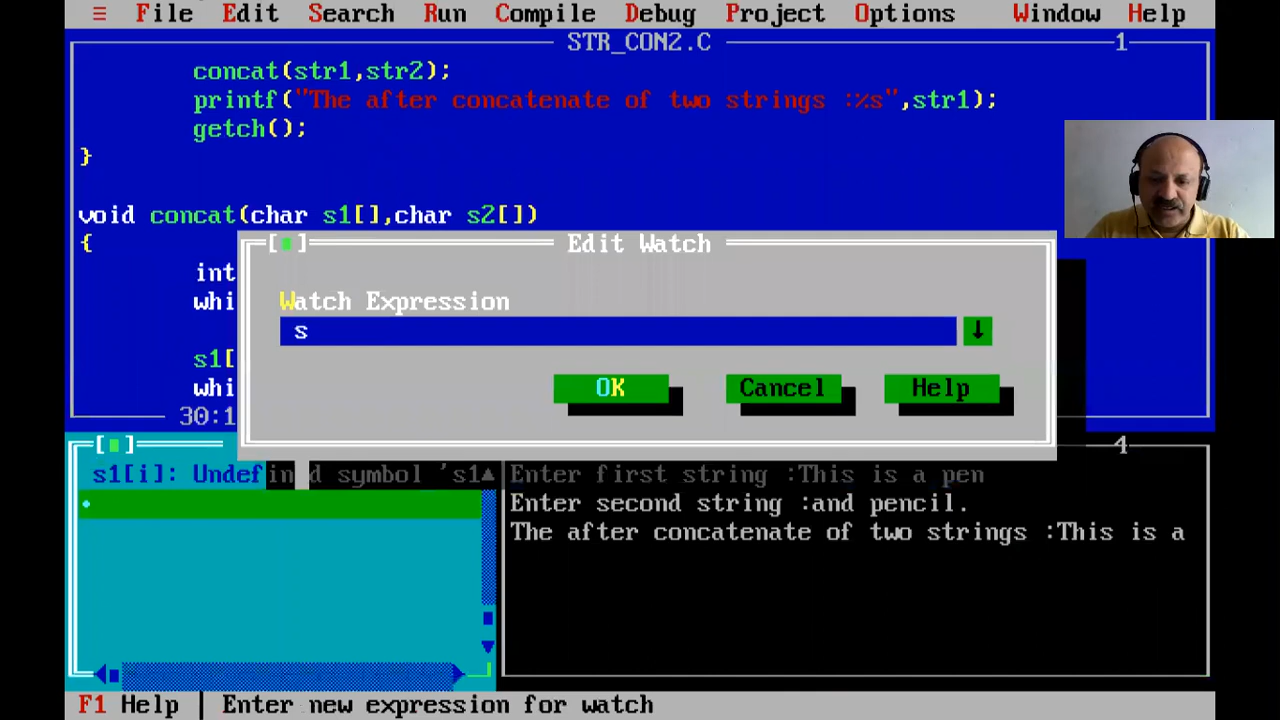 ≡ File Edit Search Run Compile Debug Project Options Window Help
STR_CON2.C 1
concat(str1,str2);
printf("The after concatenate of two strings :%s",str1);
getch();
}
void concat(char s1[],char s2[])
{
int
whi
s1[
whi
30:1
[■] Edit Watch
Watch Expression
s
OK Cancel Help
[■] 4
s1[i]: Undefin d symbol 's1
Enter first string :This is a pen
Enter second string :and pencil.
The after concatenate of two strings :This is a
F1 Help | Enter new expression for watch